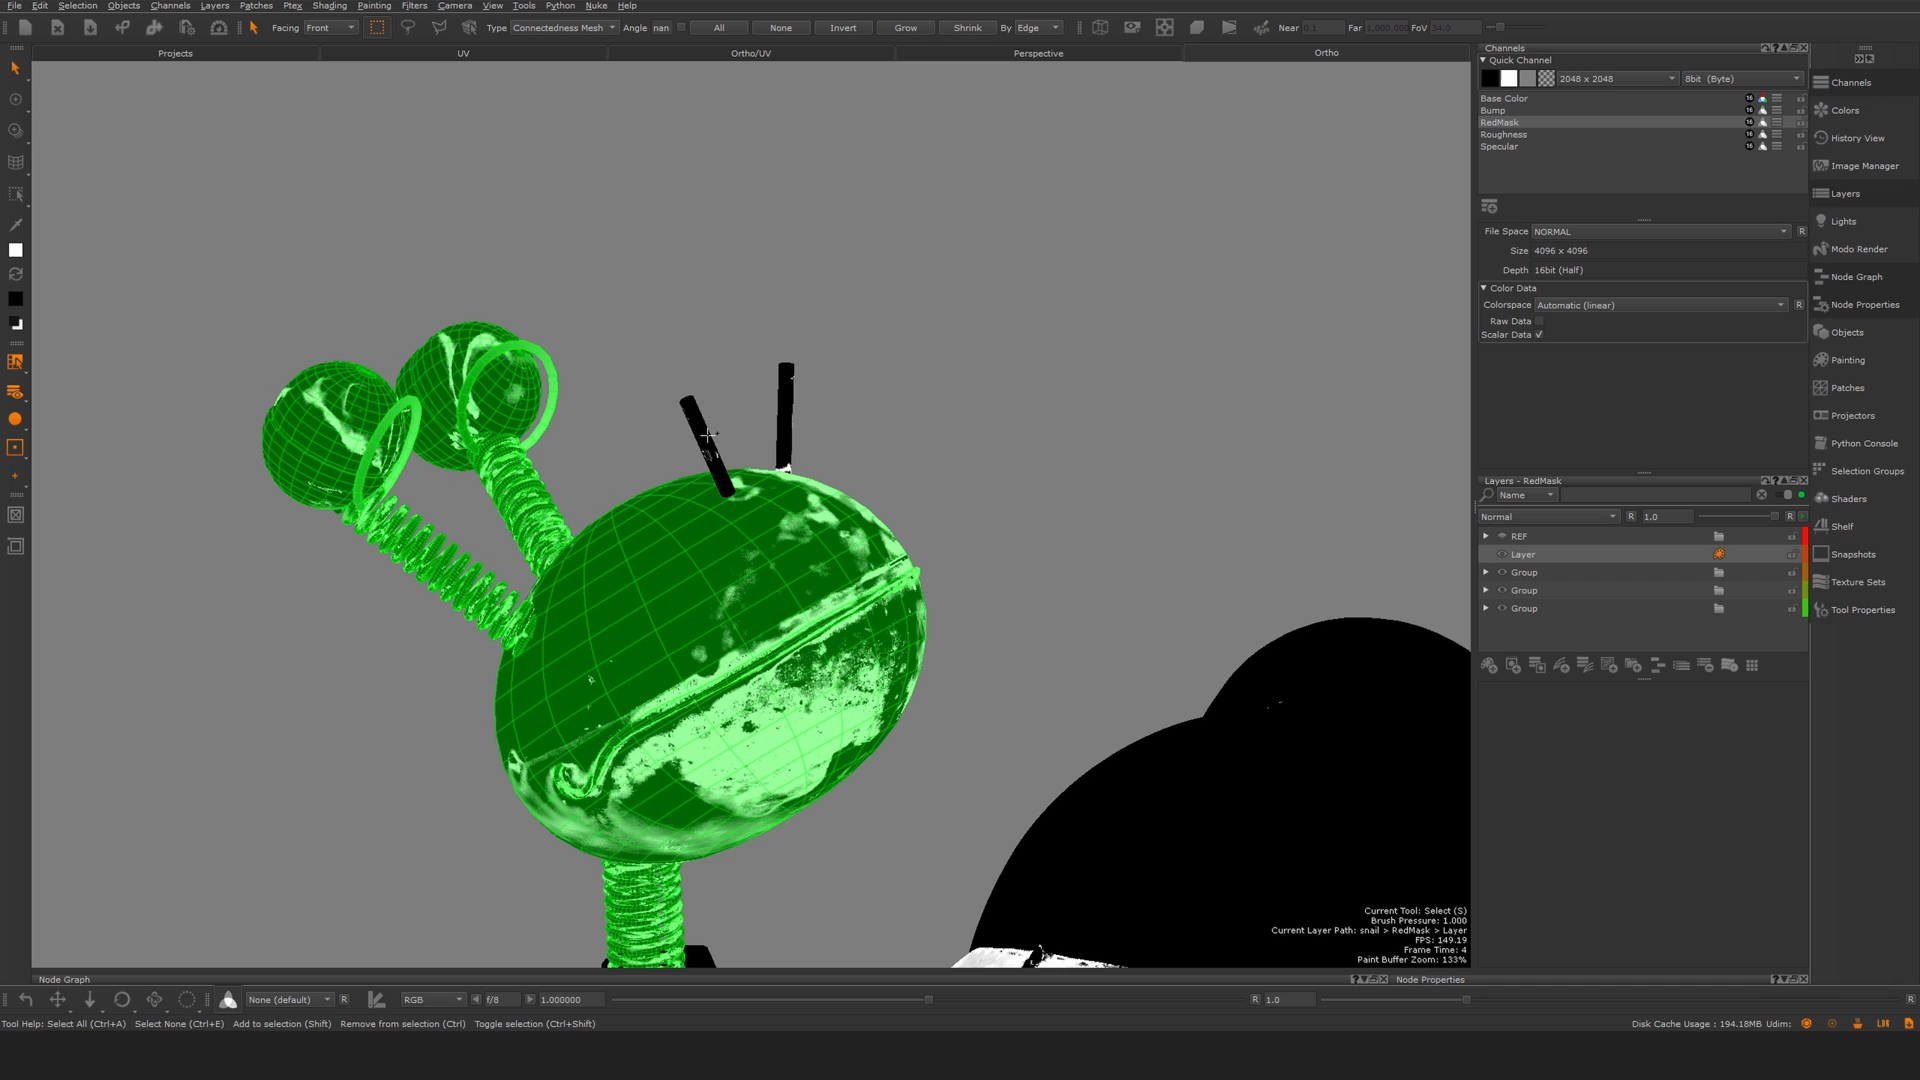 File Edit Selection Objects Channels Layers Patches Ptex Shading Painting Filters Camera View Tools Python Nuke Help
Facing Front Type Connectedness Mesh Angle nan All None Invert Grow Shrink By Edge Near 0.1 Far FoV
Projects UV Ortho/UV Perspective Ortho
Channels
Quick Channel
2048 x 2048 8bit (Byte)
Base Color
Bump
RedMask
Roughness
Specular
File Space NORMAL R
Size 4096 x 4096
Depth 16bit (Half)
Color Data
Colorspace Automatic (linear) R
Raw Data
Scalar Data
Layers - RedMask
Name
Normal R 1.0 R
REF
Layer
Group
Group
Group
Channels
Colors
History View
Image Manager
Layers
Lights
Modo Render
Node Graph
Node Properties
Objects
Painting
Patches
Projectors
Python Console
Selection Groups
Shaders
Shelf
Snapshots
Texture Sets
Tool Properties
Current Tool: Select (S)
Brush Pressure: 1.000
Current Layer Path: snail > RedMask > Layer
FPS: 149.19
Frame Time: 4
Paint Buffer Zoom: 133%
Node Graph Node Properties
None (default) R RGB f/8 1.000000 R 1.0 R
Tool Help: Select All (Ctrl+A) Select None (Ctrl+E) Add to selection (Shift) Remove from selection (Ctrl) Toggle selection (Ctrl+Shift) Disk Cache Usage : 194.18MB Udim: LDR